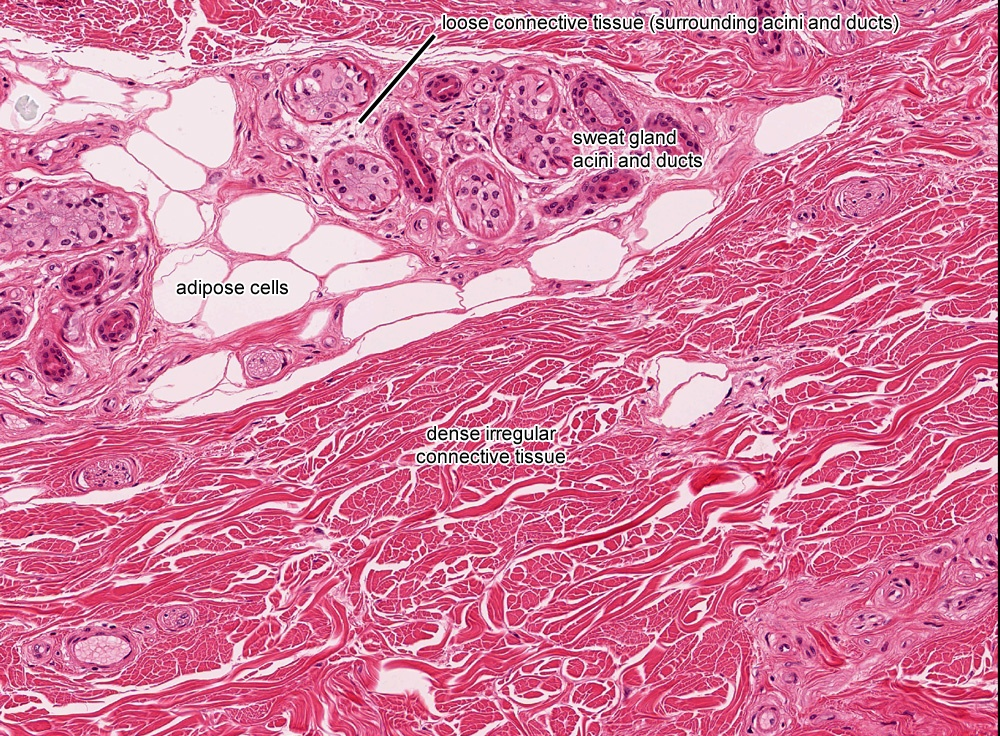 loose connective tissue (surrounding acini and ducts)
sweat gland
acini and ducts
adipose cells
dense irregular
connective tissue